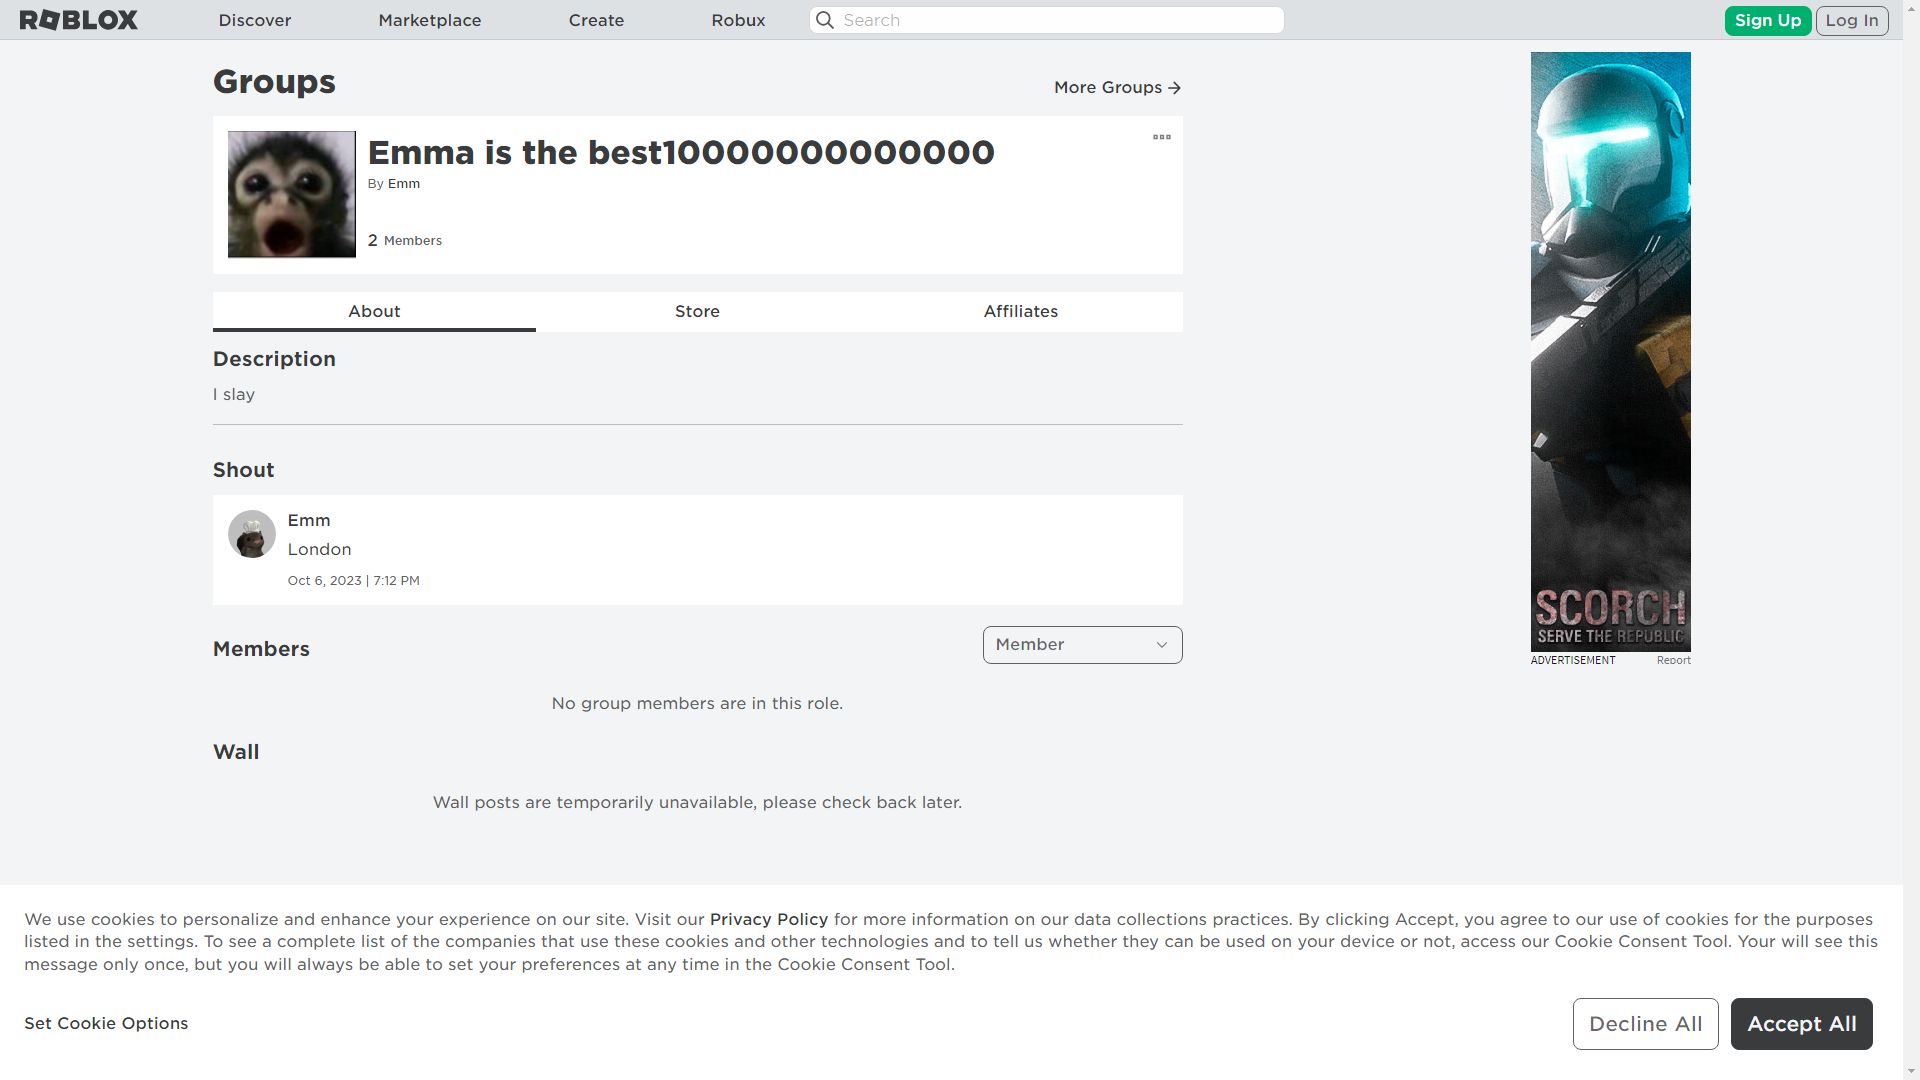 ROBLOX
Discover
Marketplace
Create
Robux
Search
Sign Up
Log In
Groups
More Groups
Emma is the best10000000000000
By Emm
2 Members
About
Store
Affiliates
Description
I slay
Shout
Emm
London
Oct 6, 2023 | 7:12 PM
Members
Member
No group members are in this role.
Wall
Wall posts are temporarily unavailable, please check back later.
SCORCH
SERVE THE REPUBLIC
ADVERTISEMENT
Report
We use cookies to personalize and enhance your experience on our site. Visit our Privacy Policy for more information on our data collections practices. By clicking Accept, you agree to our use of cookies for the purposes
listed in the settings. To see a complete list of the companies that use these cookies and other technologies and to tell us whether they can be used on your device or not, access our Cookie Consent Tool. Your will see this
message only once, but you will always be able to set your preferences at any time in the Cookie Consent Tool.
Set Cookie Options
Decline All
Accept All